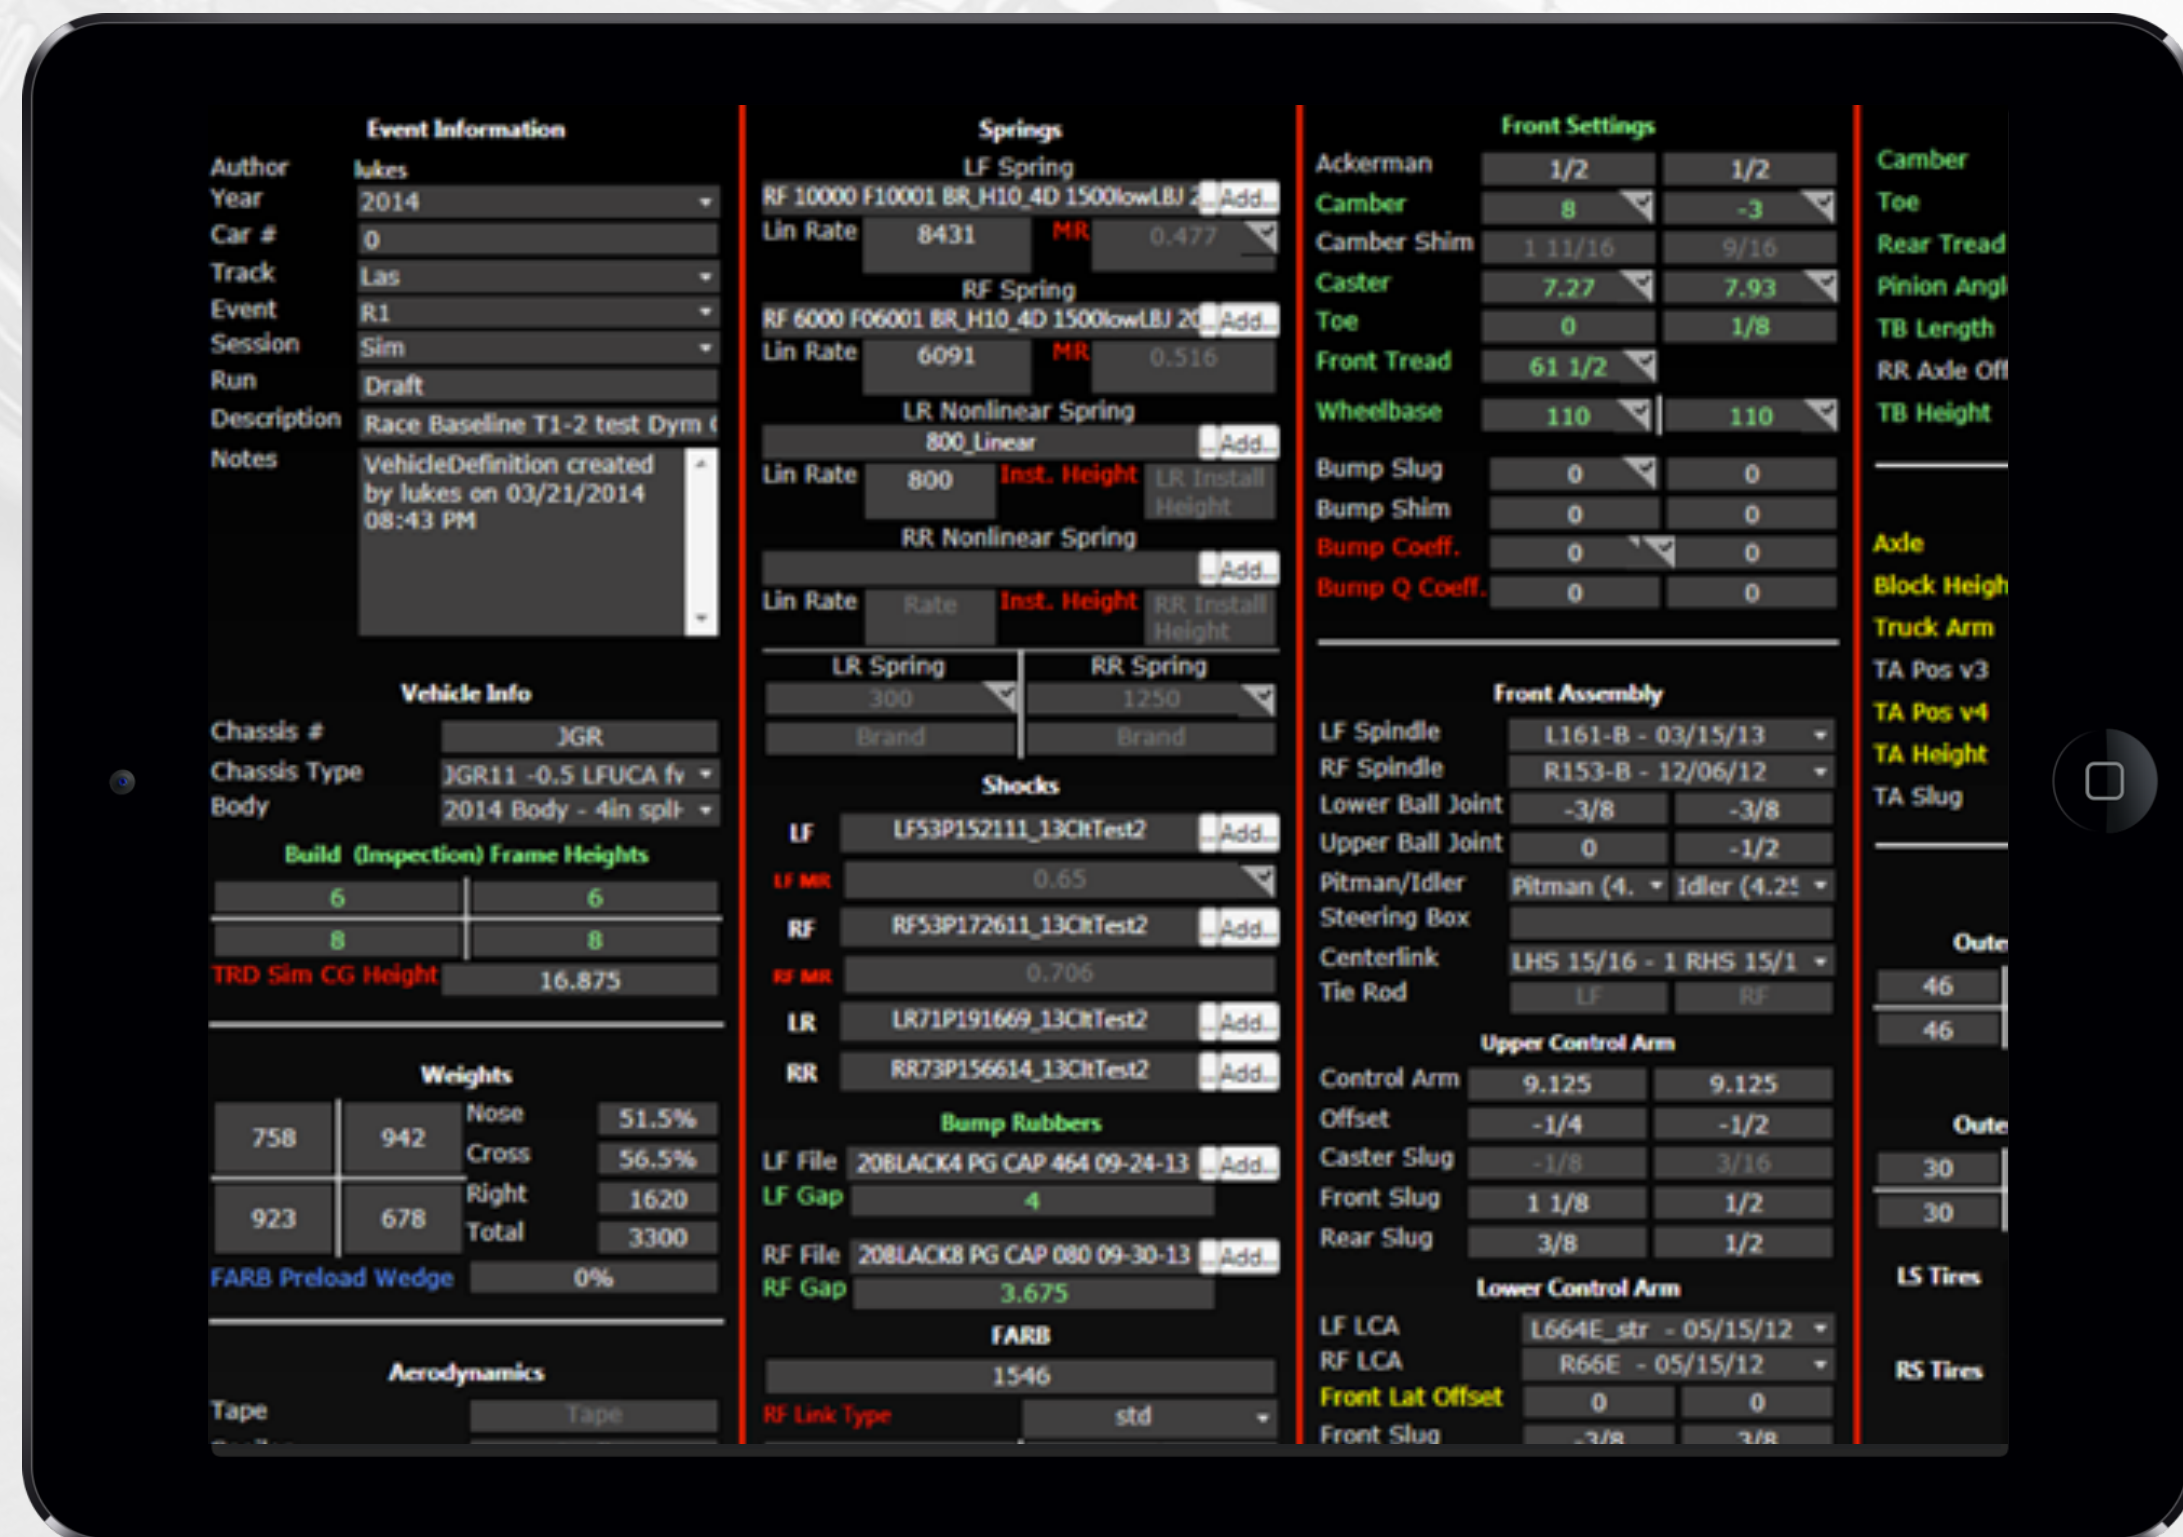 Event Information
Author lukes
Year 2014
Car # 0
Track Las
Event R1
Session Sim
Run Draft
Description Race Baseline T1-2 test Dym
Notes VehicleDefinition created
by lukes on 03/21/2014
08:43 PM
Vehicle Info
Chassis # JGR
Chassis Type JGR11 -0.5 LFUCA fv
Body 2014 Body - 4in
Build (Inspection) Frame Heights
6 6
8 8
TRD Sim CG Height 16.875
Weights
758 942
923 678
Nose 51.5%
Cross 56.5%
Right 1620
Total 3300
FARB Preload Wedge 0%
Aerodynamics
Tape Tape
Springs
LF Spring
RF 10000 F10001 BR_H10_4D 1500lowLBJ 2 ... Add...
Lin Rate 8431 MR 0.477
RF Spring
RF 6000 F06001 BR_H10_4D 1500lowLBJ 20 ... Add...
Lin Rate 6091 MR 0.516
LR Nonlinear Spring
800_Linear ... Add...
Lin Rate 800 Inst. Height LR Install
Height
RR Nonlinear Spring
... Add...
Lin Rate Rate Inst. Height RR Install
Height
LR Spring RR Spring
300 1250
Brand Brand
Shocks
LF LF53P152111_13CltTest2 ... Add...
LF MR 0.65
RF RF53P172611_13CltTest2 ... Add...
RF MR 0.706
LR LR71P191669_13CltTest2 ... Add...
RR RR73P156614_13CltTest2 ... Add...
Bump Rubbers
LF File 20BLACK4 PG CAP 464 09-24-13 ... Add...
LF Gap 4
RF File 20BLACK8 PG CAP 080 09-30-13 ... Add...
RF Gap 3.675
FARB
1546
RF Link Type std
Front Settings
Ackerman 1/2 1/2
Camber 8 -3
Camber Shim 1 11/16 9/16
Caster 7.27 7.93
Toe 0 1/8
Front Tread 61 1/2
Wheelbase 110 110
Bump Slug 0 0
Bump Shim 0 0
Bump Coeff. 0 0
Bump Q Coeff. 0 0
Front Assembly
LF Spindle L161-B - 03/15/13
RF Spindle R153-B - 12/06/12
Lower Ball Joint -3/8 -3/8
Upper Ball Joint 0 -1/2
Pitman/Idler Pitman (4. Idler (4.25
Steering Box
Centerlink LHS 15/16 - 1 RHS 15/1
Tie Rod LF RF
Upper Control Arm
Control Arm 9.125 9.125
Offset -1/4 -1/2
Caster Slug -1/8 3/16
Front Slug 1 1/8 1/2
Rear Slug 3/8 1/2
Lower Control Arm
LF LCA L664E_str - 05/15/12
RF LCA R66E - 05/15/12
Front Lat Offset 0 0
Front Slug -3/8 3/8
Camber
Toe
Rear Tread
Pinion Angl
TB Length
RR Axle Off
TB Height
Axle
Block Heigh
Truck Arm
TA Pos v3
TA Pos v4
TA Height
TA Slug
Oute
46
46
Oute
30
30
LS Tires
RS Tires